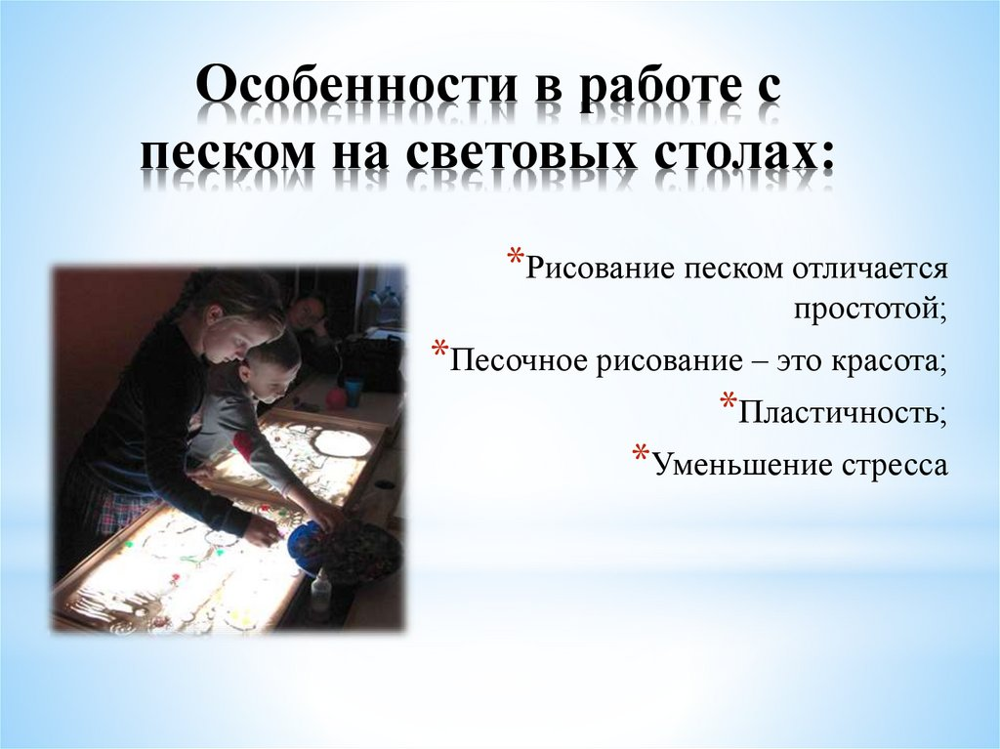 Особенности в работе с
песком на световых столах:
*Рисование песком отличается
простотой;
*Песочное рисование – это красота;
*Пластичность;
*Уменьшение стресса